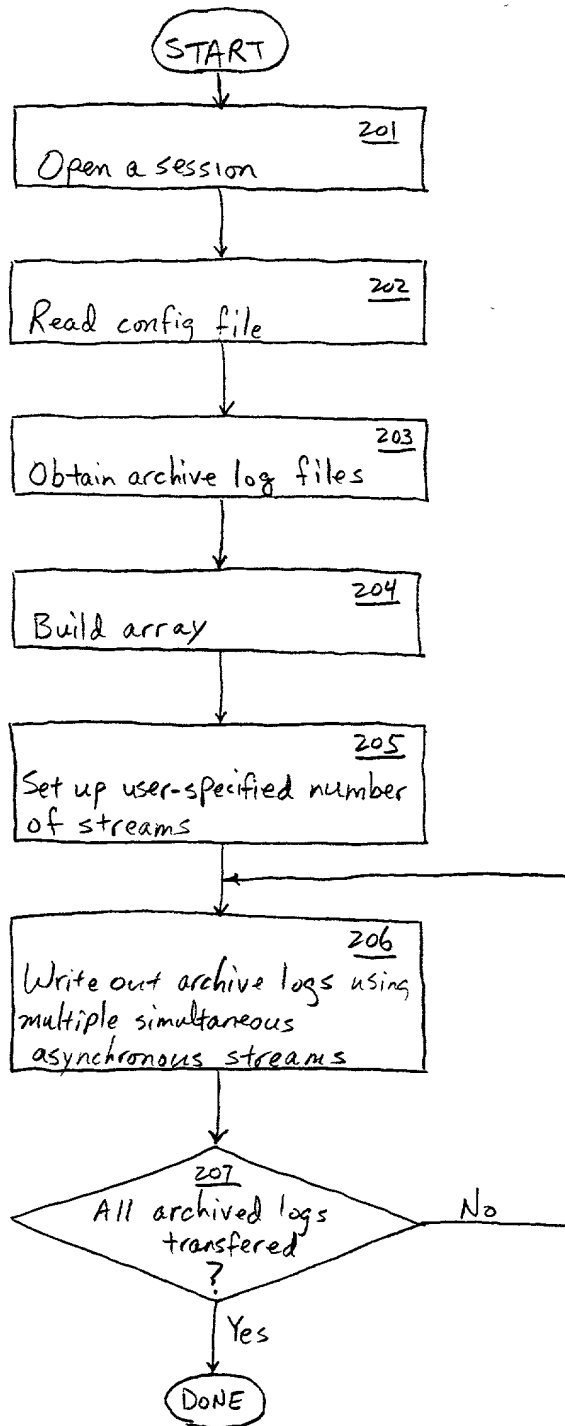 START
201
Open a session
202
Read config file
203
Obtain archive log files
204
Build array
205
Set up user-specified number
of streams
206
Write out archive logs using
multiple simultaneous
asynchronous streams
207
All archived logs
transfered
?
No
Yes
DONE